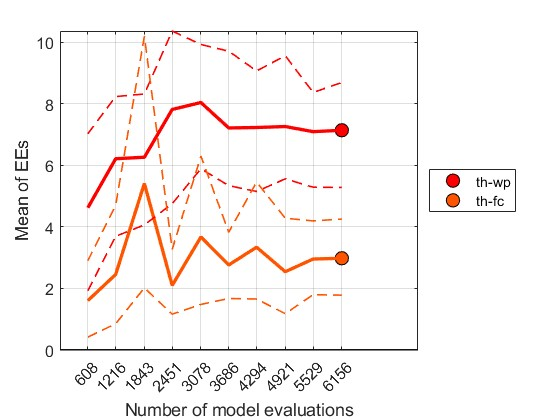 10
8
6
4
2
0
Mean of EEs
608 1216 1843 2451 3078 3686 4294 4921 5529 6156
Number of model evaluations
th-wp
th-fc